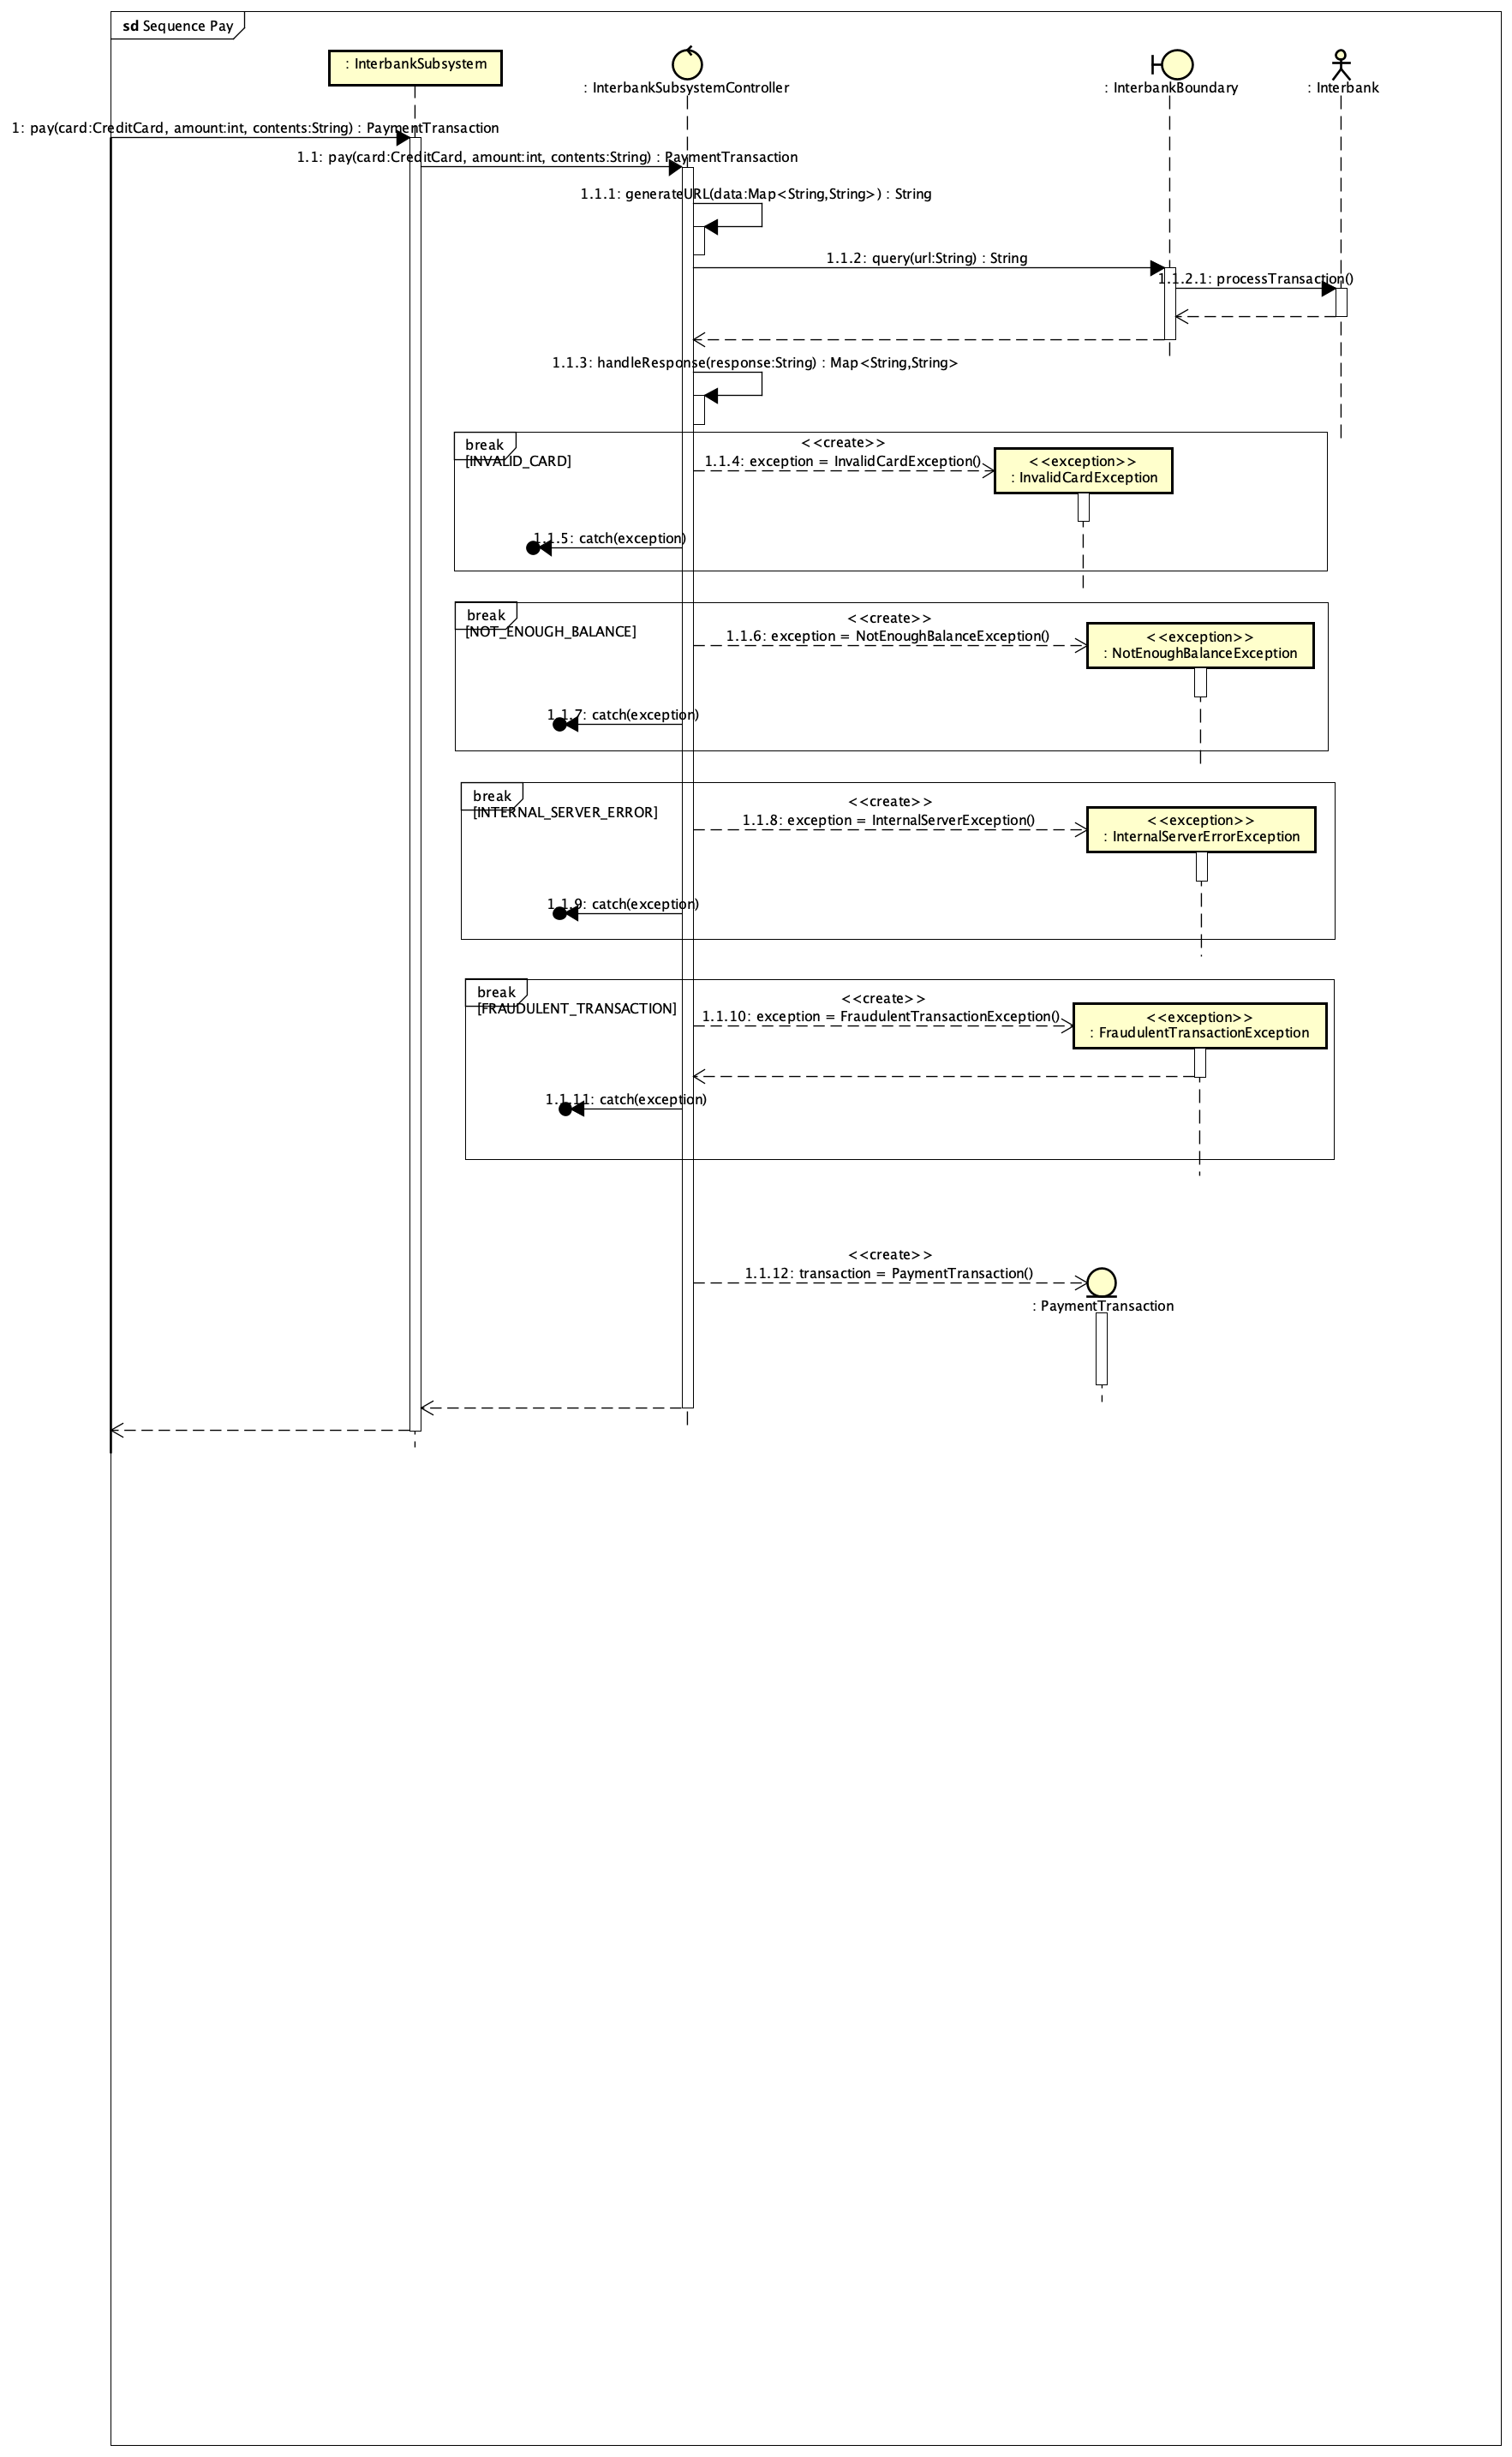 sd Sequence Pay
: InterbankSubsystem
: InterbankSubsystemController
: InterbankBoundary
: Interbank
1: pay(card:CreditCard, amount:int, contents:String) : PaymentTransaction
1.1: pay(card:CreditCard, amount:int, contents:String) : PaymentTransaction
1.1.1: generateURL(data:Map<String,String>) : String
1.1.2: query(url:String) : String
1.1.2.1: processTransaction()
1.1.3: handleResponse(response:String) : Map<String,String>
break
[INVALID_CARD]
<<create>>
1.1.4: exception = InvalidCardException()
<<exception>>
: InvalidCardException
1.1.5: catch(exception)
break
[NOT_ENOUGH_BALANCE]
<<create>>
1.1.6: exception = NotEnoughBalanceException()
<<exception>>
: NotEnoughBalanceException
1.1.7: catch(exception)
break
[INTERNAL_SERVER_ERROR]
<<create>>
1.1.8: exception = InternalServerException()
<<exception>>
: InternalServerErrorException
1.1.9: catch(exception)
break
[FRAUDULENT_TRANSACTION]
<<create>>
1.1.10: exception = FraudulentTransactionException()
<<exception>>
: FraudulentTransactionException
1.1.11: catch(exception)
<<create>>
1.1.12: transaction = PaymentTransaction()
: PaymentTransaction